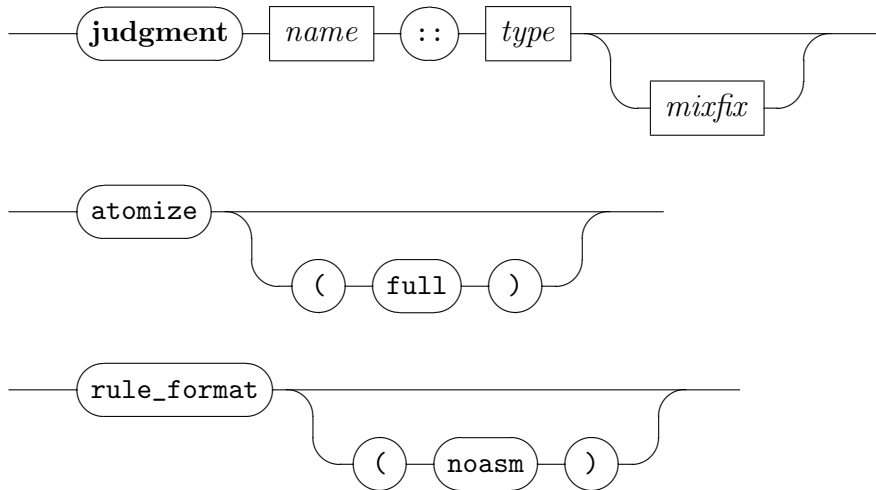 judgment name :: type
mixfix
atomize
( full )
rule_format
( noasm )